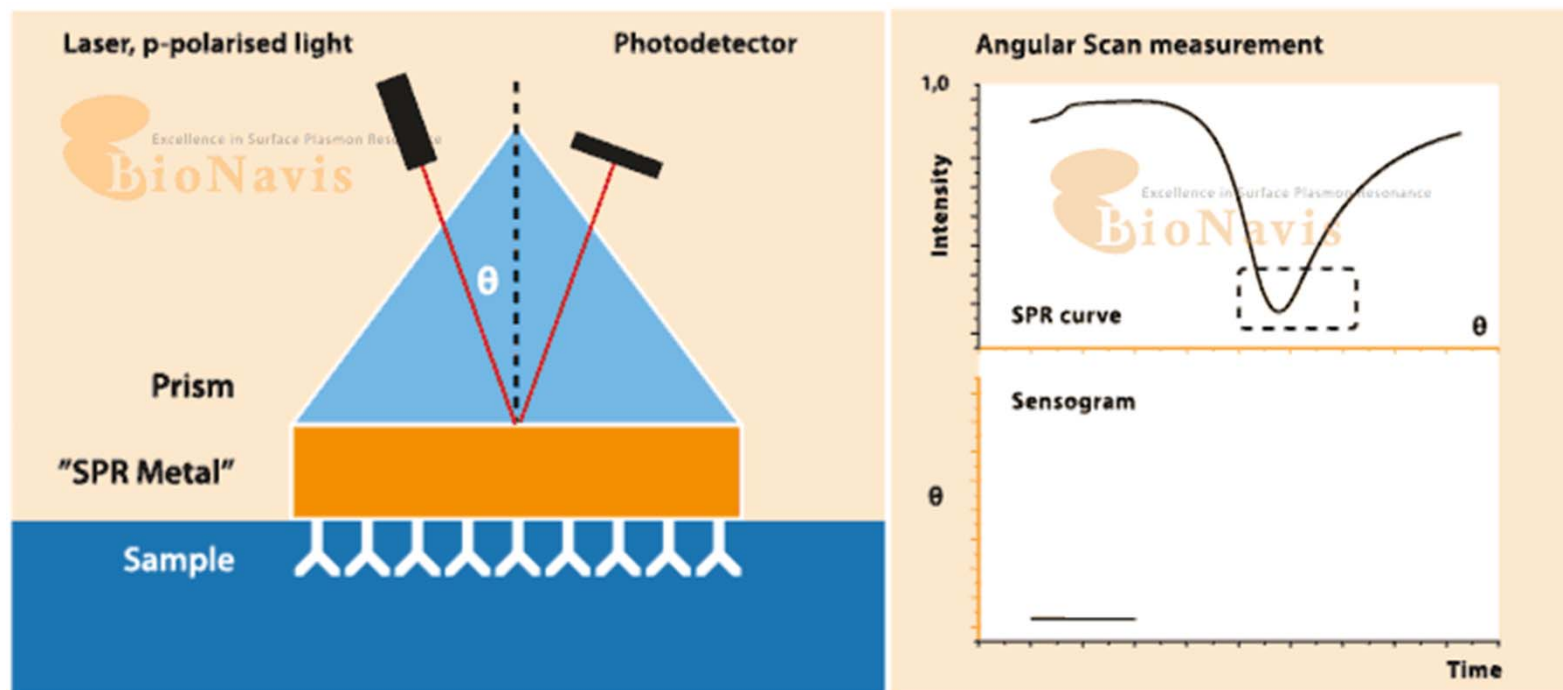 Laser, p-polarised light
Photodetector
Excellence in Surface Plasmon Resonance
BioNavis
θ
Prism
"SPR Metal"
Sample
Angular Scan measurement
1,0
Intensity
Excellence in Surface Plasmon Resonance
BioNavis
SPR curve
θ
Sensogram
θ
Time